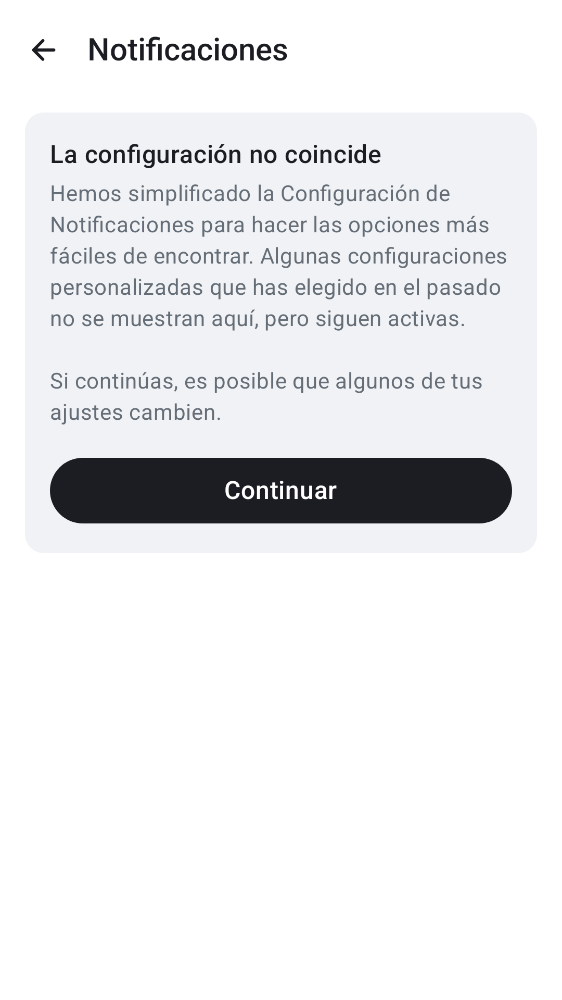 Notificaciones
La configuración no coincide
Hemos simplificado la Configuración de
Notificaciones para hacer las opciones más
fáciles de encontrar. Algunas configuraciones
personalizadas que has elegido en el pasado
no se muestran aquí, pero siguen activas.
Si continúas, es posible que algunos de tus
ajustes cambien.
Continuar